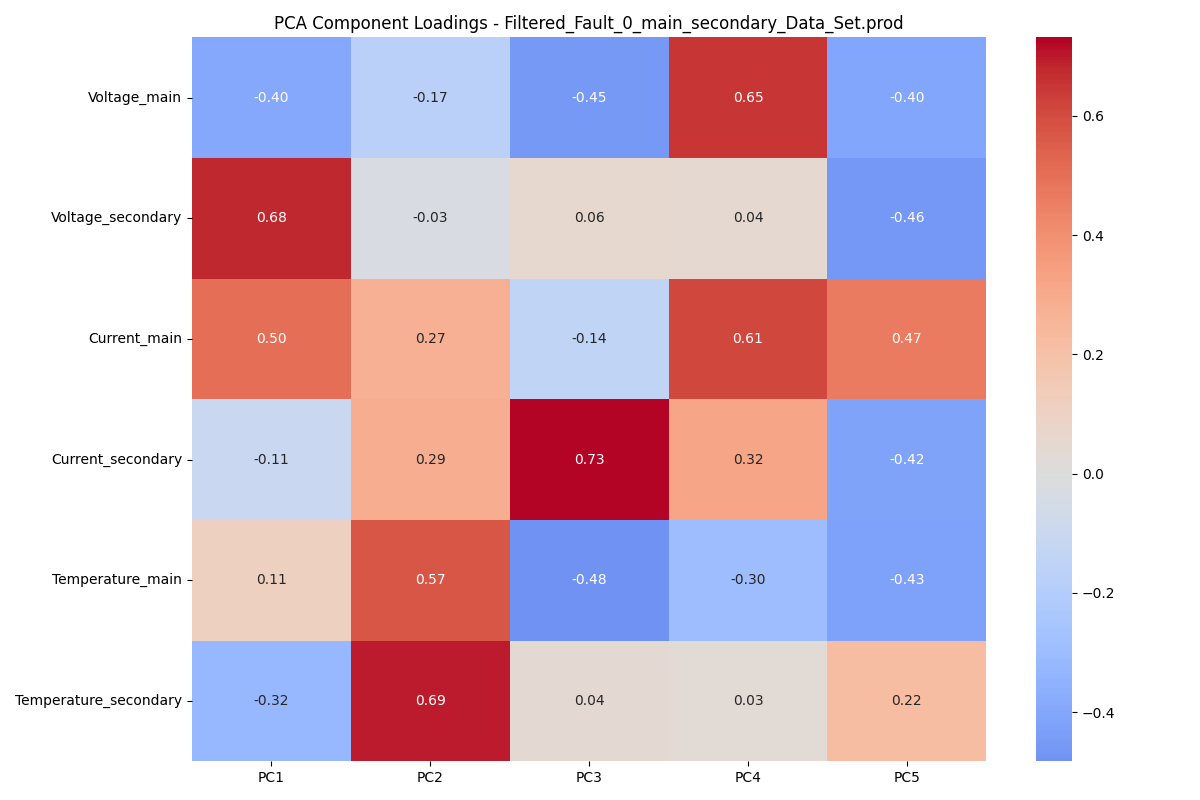 PCA Component Loadings - Filtered_Fault_0_main_secondary_Data_Set.prod
Voltage_main -0.40 -0.17 -0.45 0.65 -0.40
Voltage_secondary 0.68 -0.03 0.06 0.04 -0.46
Current_main 0.50 0.27 -0.14 0.61 0.47
Current_secondary -0.11 0.29 0.73 0.32 -0.42
Temperature_main 0.11 0.57 -0.48 -0.30 -0.43
Temperature_secondary -0.32 0.69 0.04 0.03 0.22
PC1 PC2 PC3 PC4 PC5
0.6
0.4
0.2
0.0
−0.2
−0.4